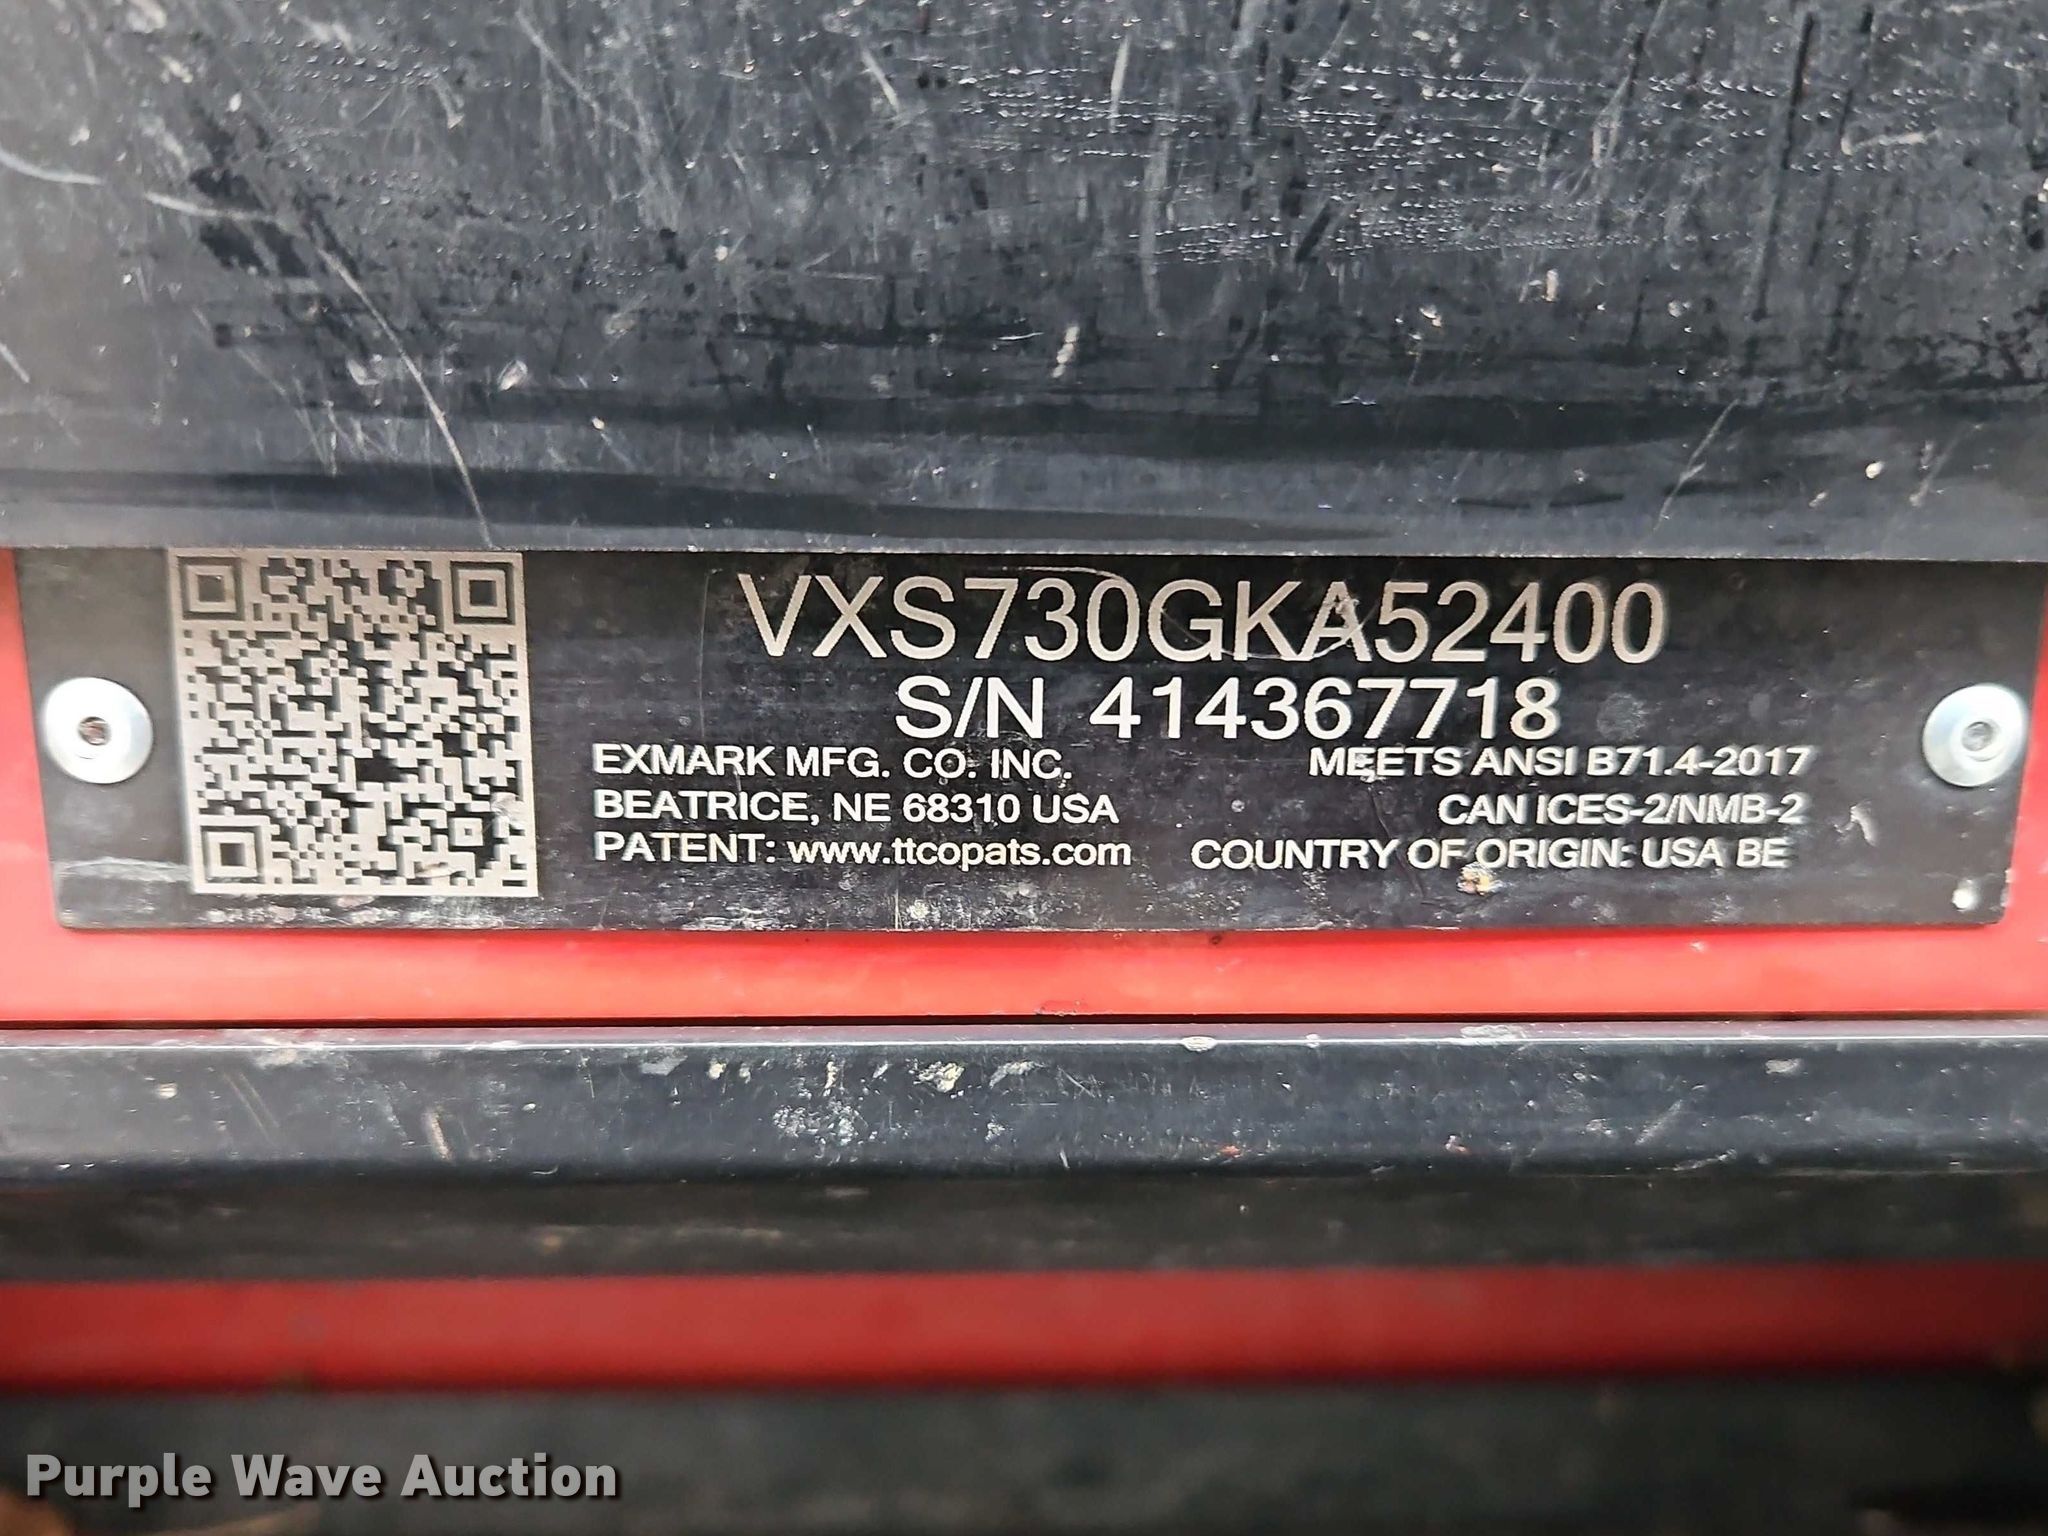 VXS730GKA52400
S/N 414367718
EXMARK MFG. CO. INC.
BEATRICE, NE 68310 USA
PATENT: www.ttcopats.com
MEETS ANSI B71.4-2017
CAN ICES-2/NMB-2
COUNTRY OF ORIGIN: USA BE
Purple Wave Auction